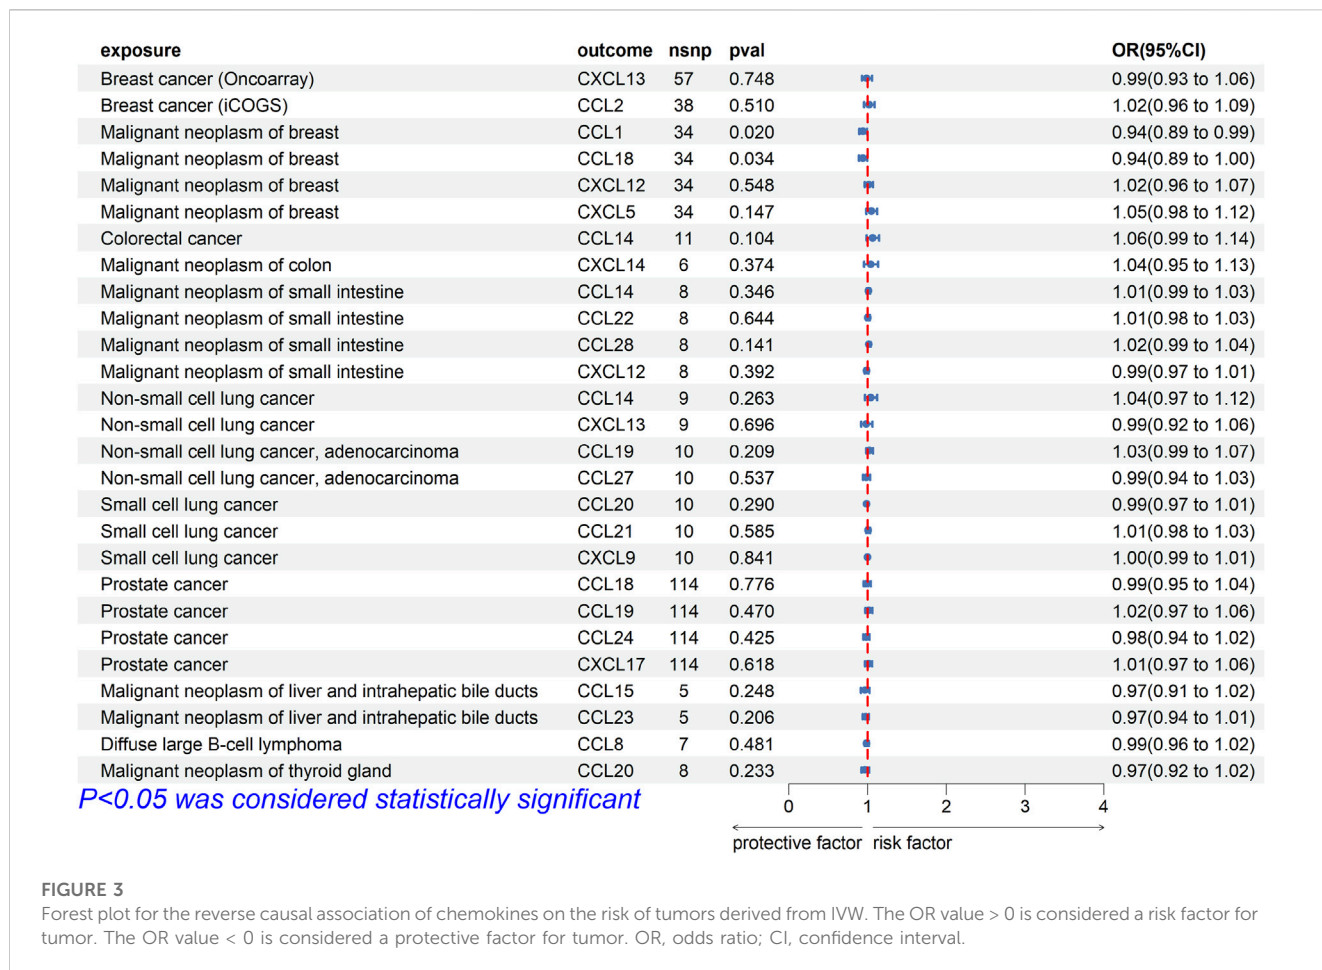 exposure outcome nsnp pval OR(95%CI)
Breast cancer (Oncoarray) CXCL13 57 0.748 0.99(0.93 to 1.06)
Breast cancer (iCOGS) CCL2 38 0.510 1.02(0.96 to 1.09)
Malignant neoplasm of breast CCL1 34 0.020 0.94(0.89 to 0.99)
Malignant neoplasm of breast CCL18 34 0.034 0.94(0.89 to 1.00)
Malignant neoplasm of breast CXCL12 34 0.548 1.02(0.96 to 1.07)
Malignant neoplasm of breast CXCL5 34 0.147 1.05(0.98 to 1.12)
Colorectal cancer CCL14 11 0.104 1.06(0.99 to 1.14)
Malignant neoplasm of colon CXCL14 6 0.374 1.04(0.95 to 1.13)
Malignant neoplasm of small intestine CCL14 8 0.346 1.01(0.99 to 1.03)
Malignant neoplasm of small intestine CCL22 8 0.644 1.01(0.98 to 1.03)
Malignant neoplasm of small intestine CCL28 8 0.141 1.02(0.99 to 1.04)
Malignant neoplasm of small intestine CXCL12 8 0.392 0.99(0.97 to 1.01)
Non-small cell lung cancer CCL14 9 0.263 1.04(0.97 to 1.12)
Non-small cell lung cancer CXCL13 9 0.696 0.99(0.92 to 1.06)
Non-small cell lung cancer, adenocarcinoma CCL19 10 0.209 1.03(0.99 to 1.07)
Non-small cell lung cancer, adenocarcinoma CCL27 10 0.537 0.99(0.94 to 1.03)
Small cell lung cancer CCL20 10 0.290 0.99(0.97 to 1.01)
Small cell lung cancer CCL21 10 0.585 1.01(0.98 to 1.03)
Small cell lung cancer CXCL9 10 0.841 1.00(0.99 to 1.01)
Prostate cancer CCL18 114 0.776 0.99(0.95 to 1.04)
Prostate cancer CCL19 114 0.470 1.02(0.97 to 1.06)
Prostate cancer CCL24 114 0.425 0.98(0.94 to 1.02)
Prostate cancer CXCL17 114 0.618 1.01(0.97 to 1.06)
Malignant neoplasm of liver and intrahepatic bile ducts CCL15 5 0.248 0.97(0.91 to 1.02)
Malignant neoplasm of liver and intrahepatic bile ducts CCL23 5 0.206 0.97(0.94 to 1.01)
Diffuse large B-cell lymphoma CCL8 7 0.481 0.99(0.96 to 1.02)
Malignant neoplasm of thyroid gland CCL20 8 0.233 0.97(0.92 to 1.02)
P<0.05 was considered statistically significant
0 1 2 3 4
protective factor risk factor
FIGURE 3
Forest plot for the reverse causal association of chemokines on the risk of tumors derived from IVW. The OR value > 0 is considered a risk factor for
tumor. The OR value < 0 is considered a protective factor for tumor. OR, odds ratio; CI, confidence interval.